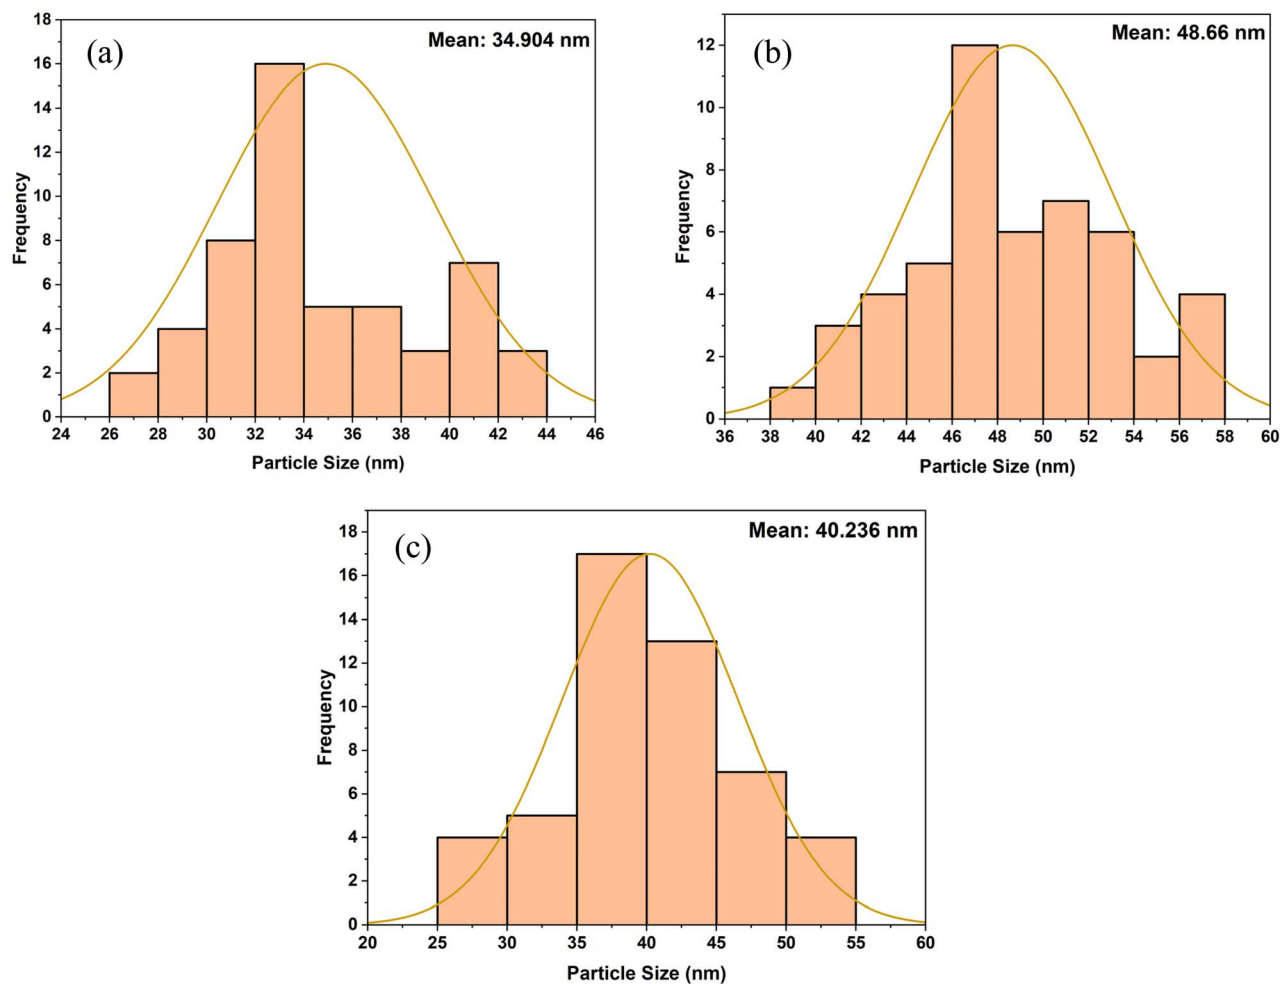 (a)
Mean: 34.904 nm
Frequency
18
16
14
12
10
8
6
4
2
0
24 26 28 30 32 34 36 38 40 42 44 46
Particle Size (nm)
(b)
Mean: 48.66 nm
Frequency
12
10
8
6
4
2
0
36 38 40 42 44 46 48 50 52 54 56 58 60
Particle Size (nm)
(c)
Mean: 40.236 nm
Frequency
18
16
14
12
10
8
6
4
2
0
20 25 30 35 40 45 50 55 60
Particle Size (nm)